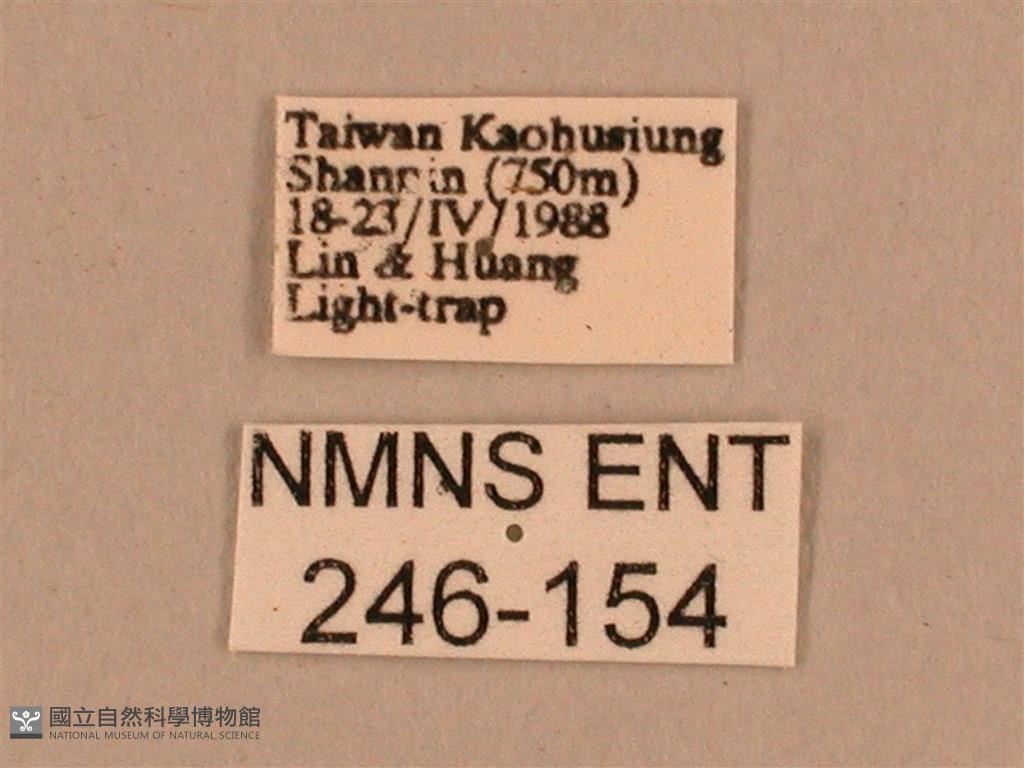 Taiwan Kaohusiung
Shanpin (750m)
18-23/IV/1988
Lin & Huang
Light-trap
NMNS ENT
246-154
國立自然科學博物館
NATIONAL MUSEUM OF NATURAL SCIENCE